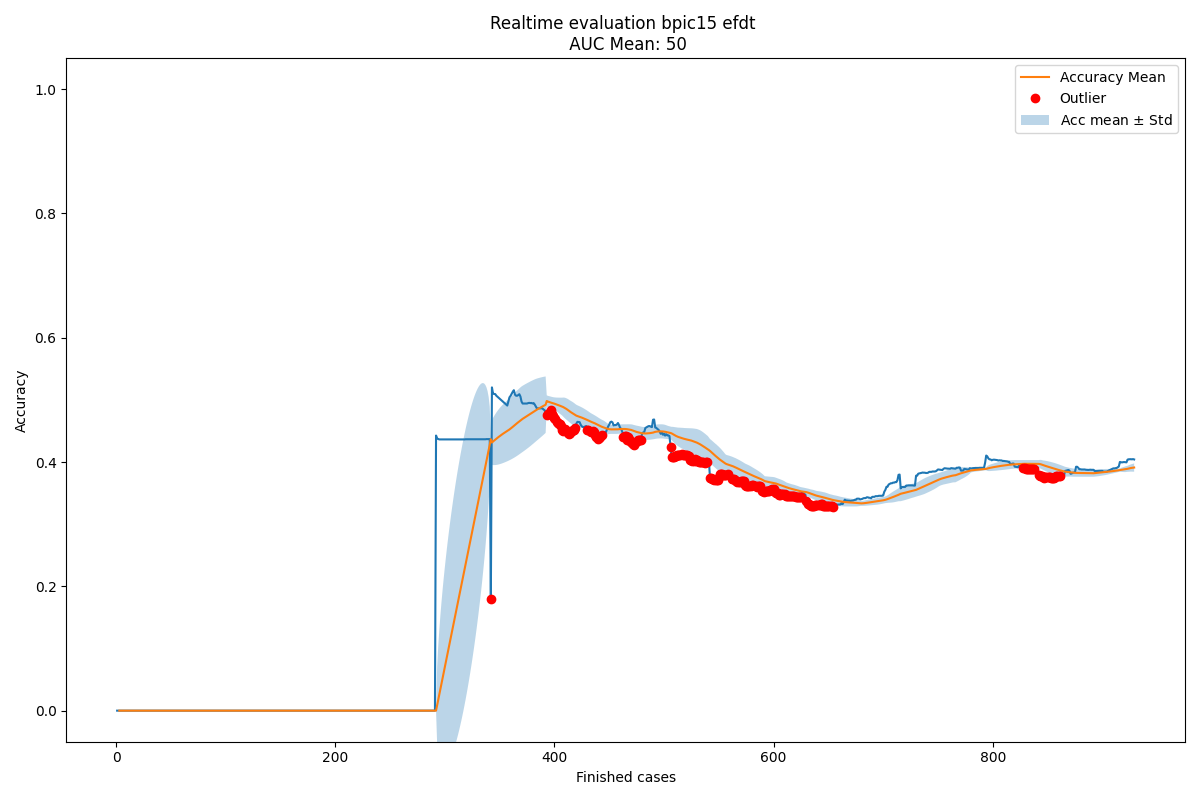 Realtime evaluation bpic15 efdt
AUC Mean: 50
Accuracy Mean
Outlier
Acc mean ± Std
1.0
0.8
0.6
0.4
0.2
0.0
Accuracy
0
200
400
600
800
Finished cases